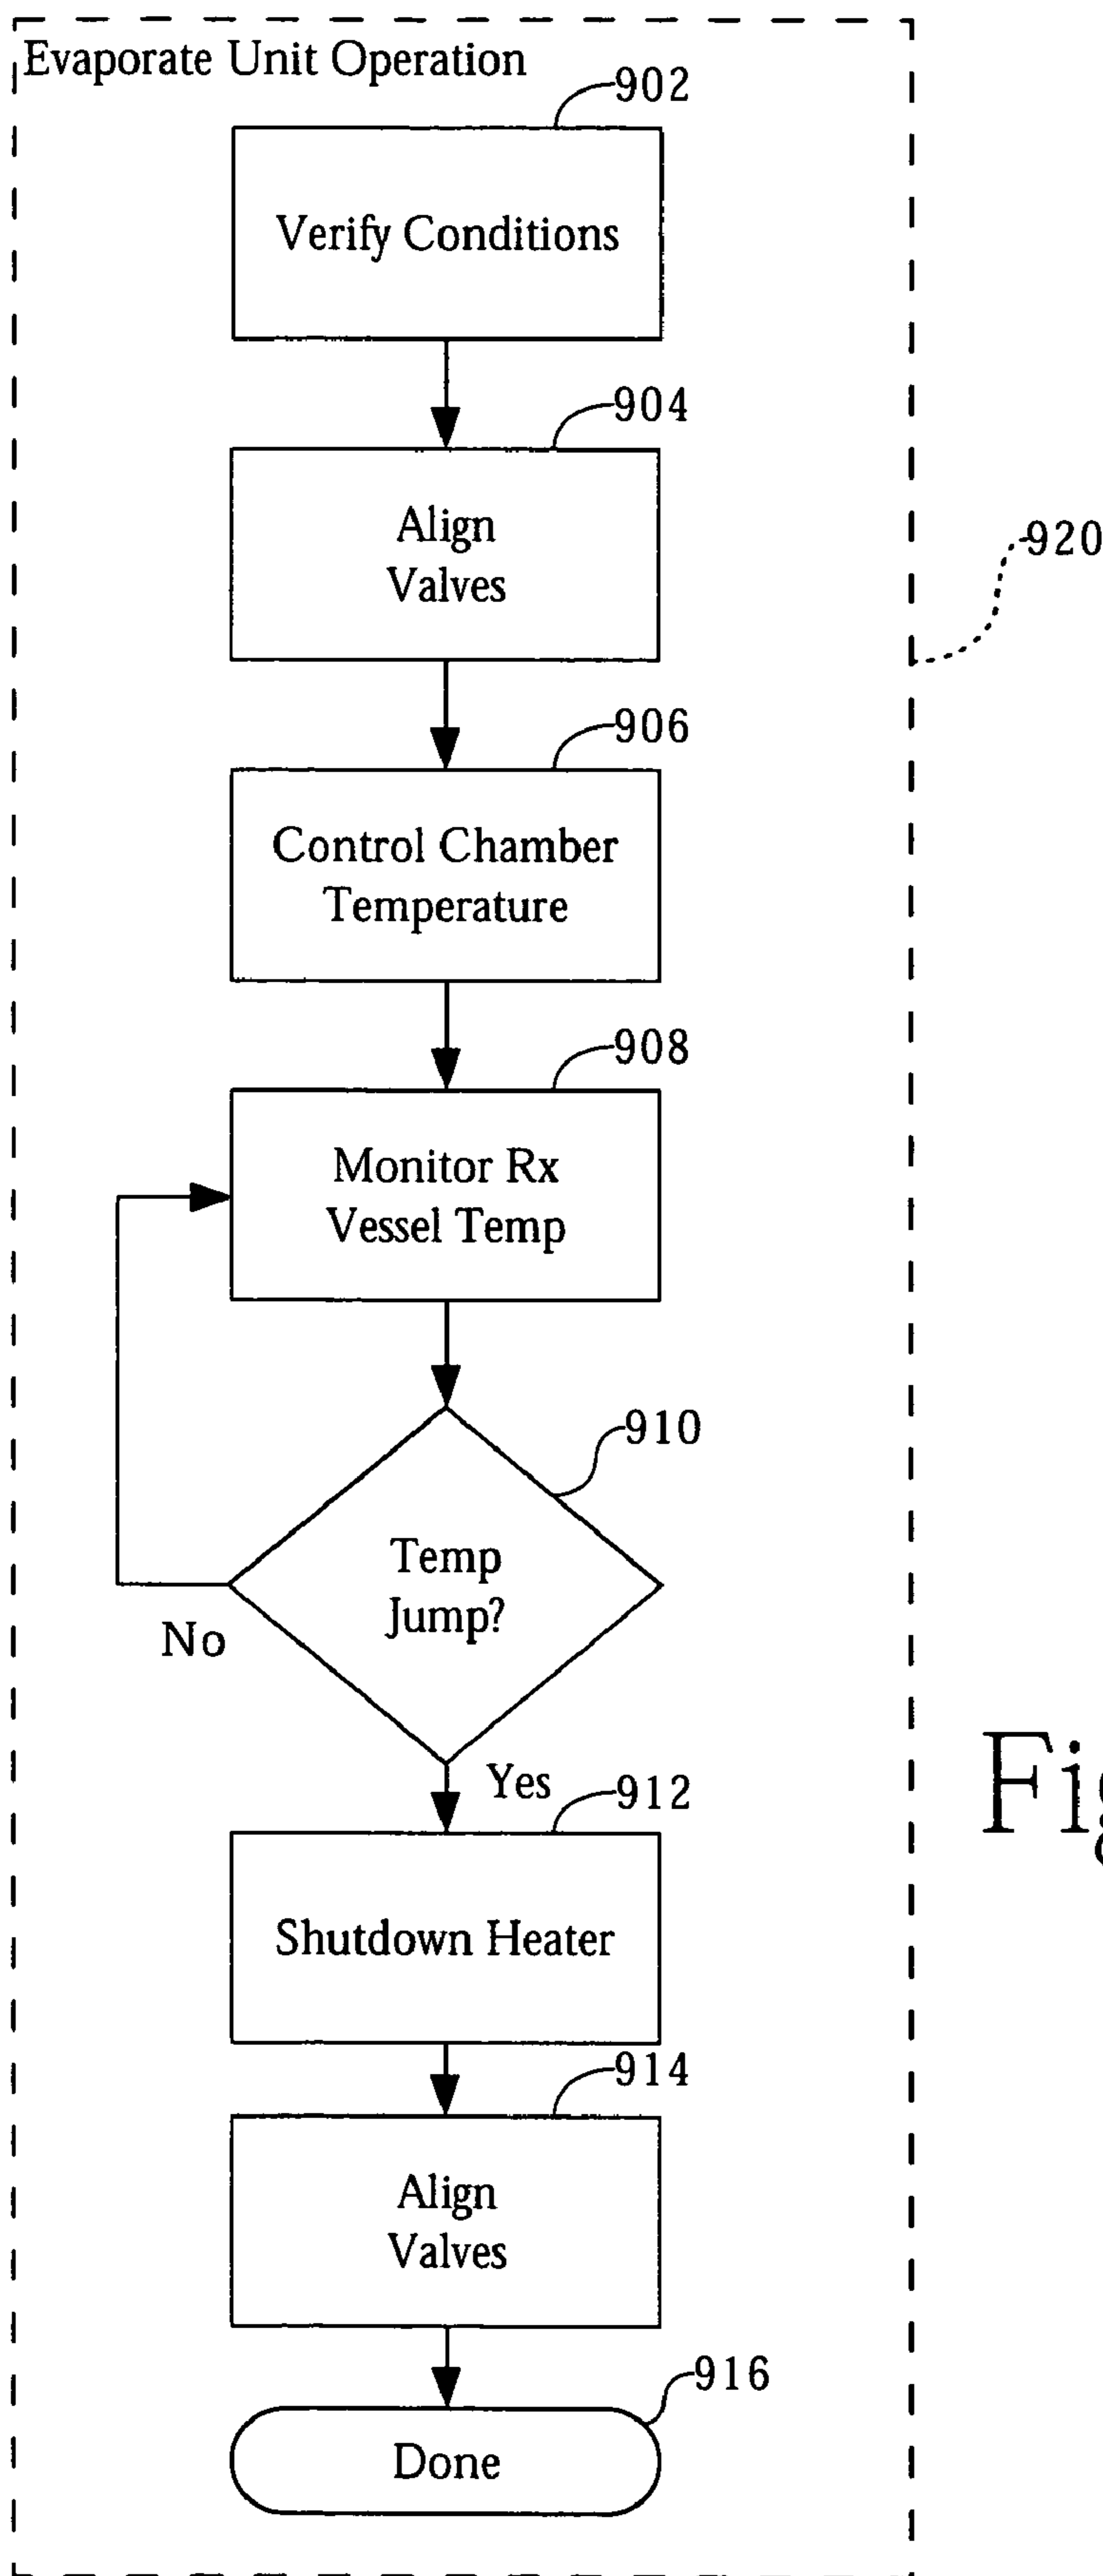 Evaporate Unit Operation
902
Verify Conditions
904
Align
Valves
920
906
Control Chamber
Temperature
908
Monitor Rx
Vessel Temp
910
Temp
Jump?
No
Yes
912
Shutdown Heater
914
Align
Valves
916
Done